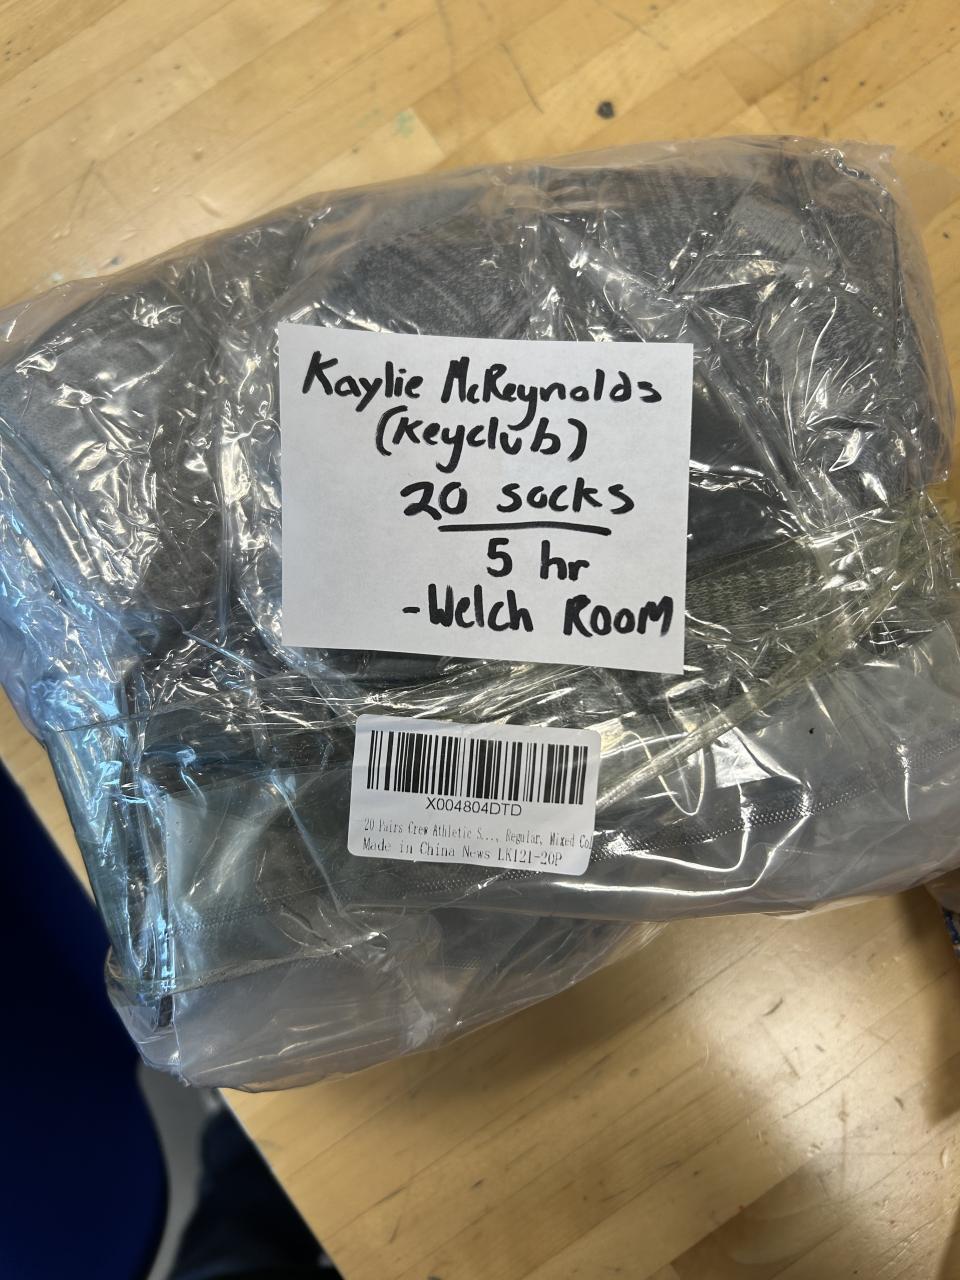 Kaylie McReynolds
(Keyclub)
20 socks
5 hr
-Welch Room
X004804DTD
20 Pairs Crew Athletic S..., Regular, Mixed Col
Made in China News LK121-20P